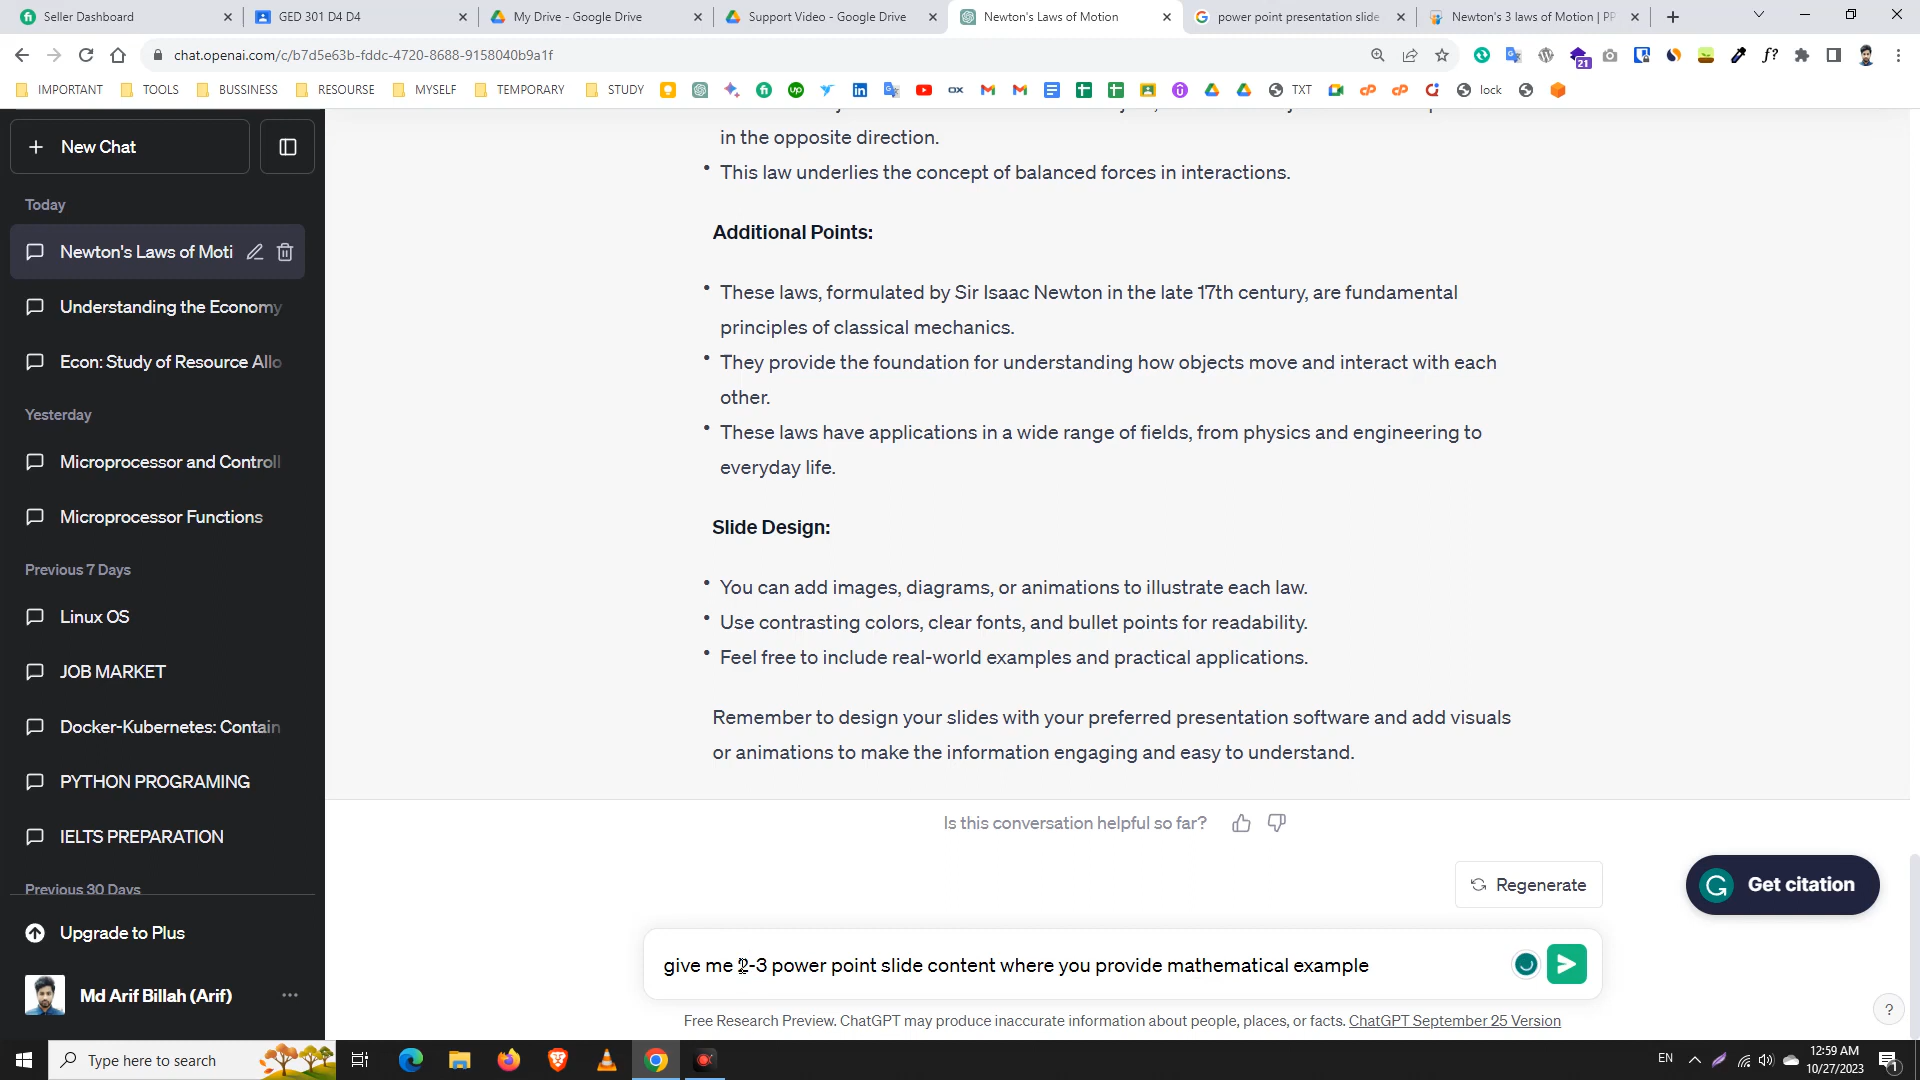 Seller Dashboard
GED 301 D4 D4
My Drive - Google Drive
Support Video - Google Drive
Newton's Laws of Motion
power point presentation slide
Newton's 3 laws of Motion | PP
chat.openai.com/c/b7d5e63b-fddc-4720-8688-9158040b9a1f
21
IMPORTANT
TOOLS
BUSSINESS
RESOURSE
MYSELF
TEMPORARY
STUDY
TXT
lock
New Chat
Today
Newton's Laws of Moti
Understanding the Economy
Econ: Study of Resource Allo
Yesterday
Microprocessor and Controll
Microprocessor Functions
Previous 7 Days
Linux OS
JOB MARKET
Docker-Kubernetes: Contain
PYTHON PROGRAMING
IELTS PREPARATION
Previous 30 Days
Upgrade to Plus
Md Arif Billah (Arif)
in the opposite direction.
This law underlies the concept of balanced forces in interactions.
Additional Points:
These laws, formulated by Sir Isaac Newton in the late 17th century, are fundamental
principles of classical mechanics.
They provide the foundation for understanding how objects move and interact with each
other.
These laws have applications in a wide range of fields, from physics and engineering to
everyday life.
Slide Design:
You can add images, diagrams, or animations to illustrate each law.
Use contrasting colors, clear fonts, and bullet points for readability.
Feel free to include real-world examples and practical applications.
Remember to design your slides with your preferred presentation software and add visuals
or animations to make the information engaging and easy to understand.
Is this conversation helpful so far?
Regenerate
Get citation
give me 2-3 power point slide content where you provide mathematical example
Free Research Preview. ChatGPT may produce inaccurate information about people, places, or facts. ChatGPT September 25 Version
?
Type here to search
EN
12:59 AM
10/27/2023
1